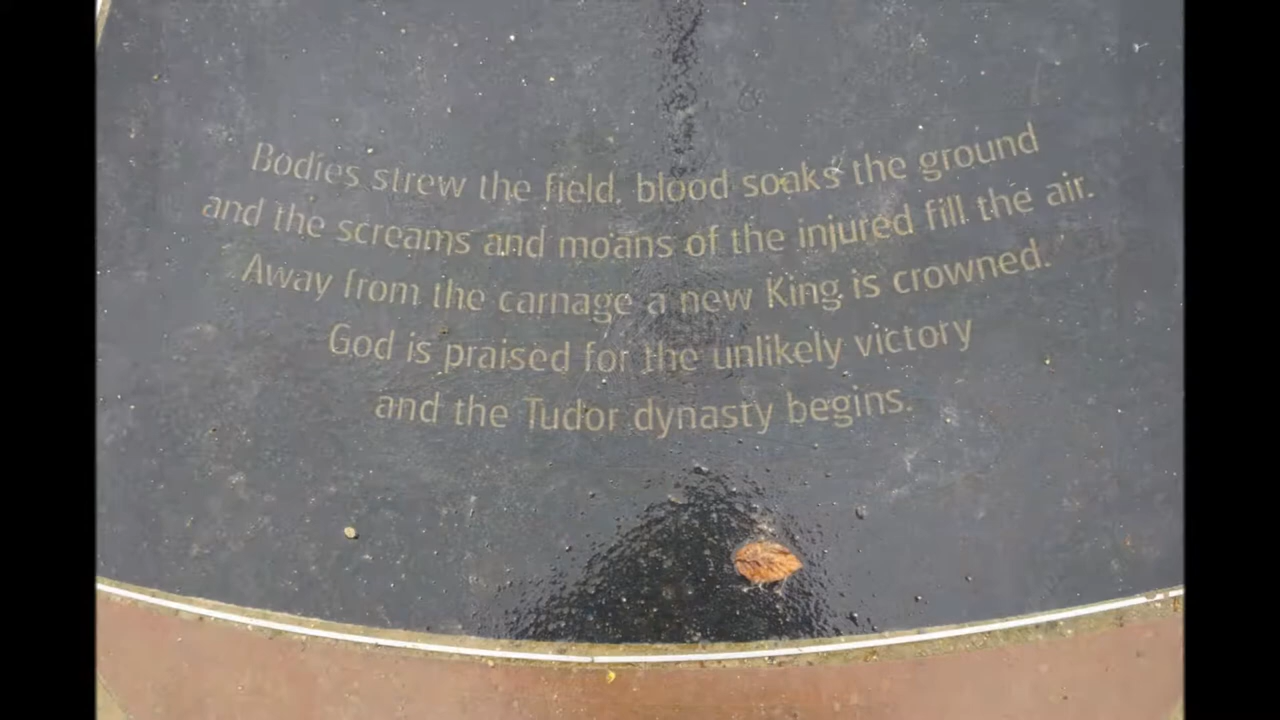 Bodies strew the field, blood soaks the ground
and the screams and moans of the injured fill the air.
Away from the carnage a new King is crowned.
God is praised for the unlikely victory
and the Tudor dynasty begins.